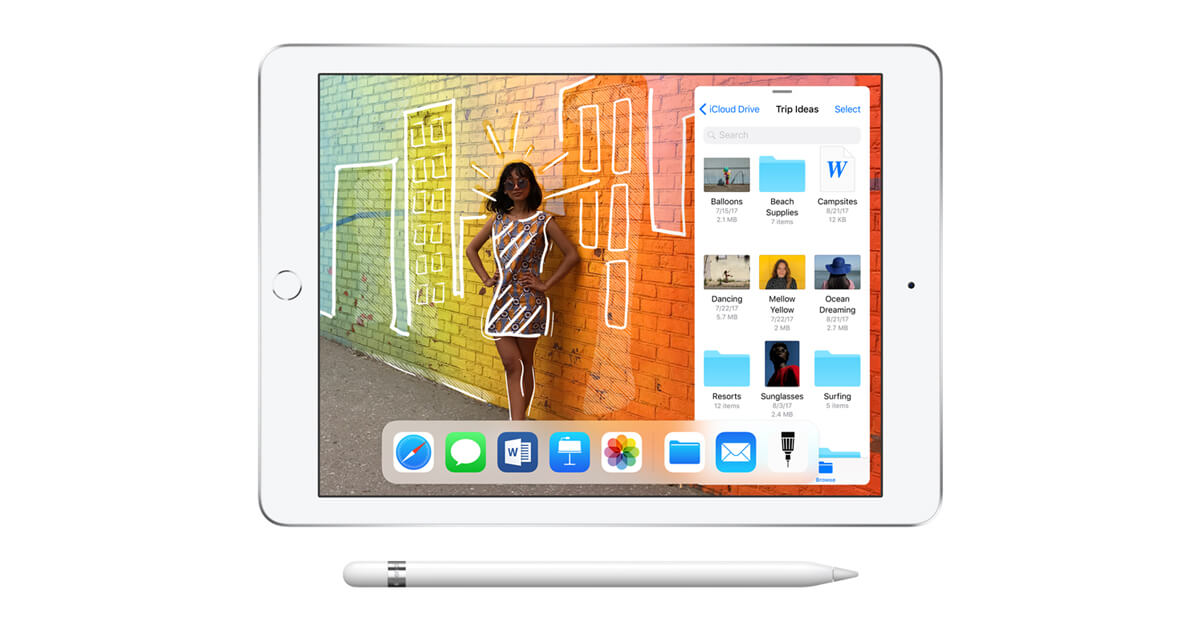 iCloud Drive Trip Ideas Select
Search
Balloons
7/15/17
2.1 MB
Beach
Supplies
7 items
W
Campsites
8/21/17
12 KB
Dancing
7/22/17
5.7 MB
Mellow
Yellow
7/22/17
2 MB
Ocean
Dreaming
8/21/17
2.7 MB
Resorts
12 items
Sunglasses
8/3/17
2.4 MB
Surfing
5 items
W
Browse